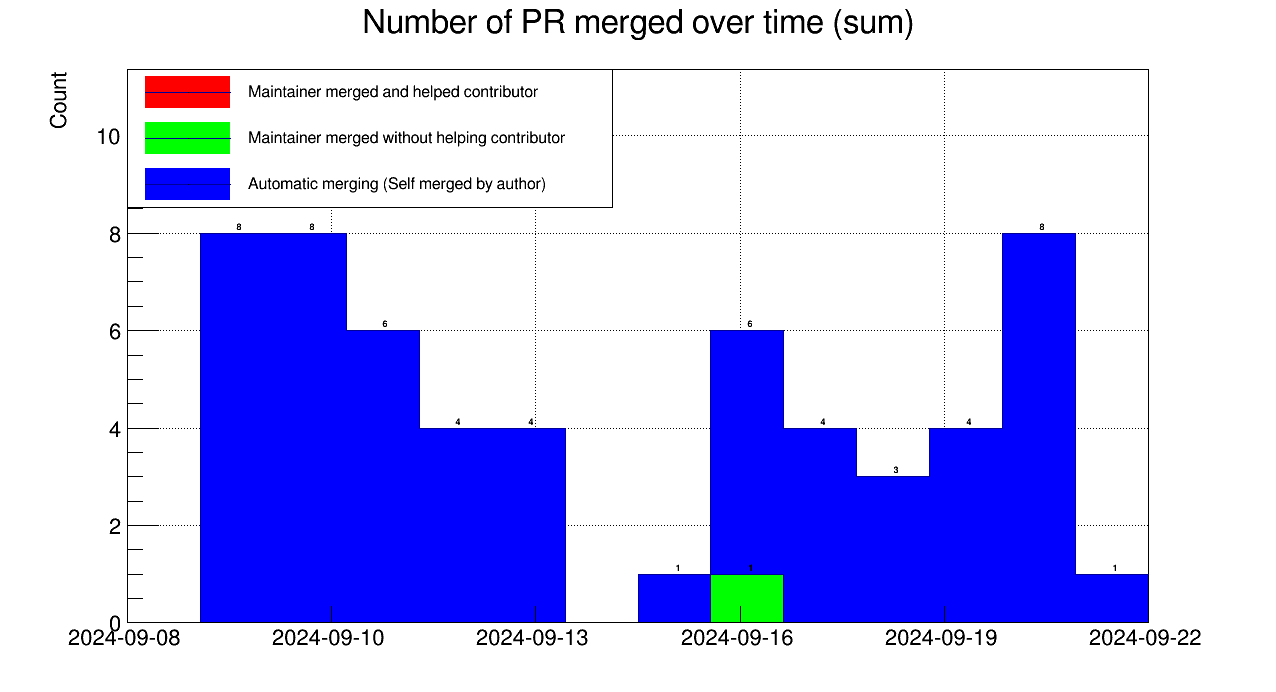 Number of PR merged over time (sum)
Count
Maintainer merged and helped contributor
Maintainer merged without helping contributor
Automatic merging (Self merged by author)
10
8
6
4
2
0
8 8 6 4 4 1 6 1 4 3 4 8 1
2024-09-08 2024-09-10 2024-09-13 2024-09-16 2024-09-19 2024-09-22